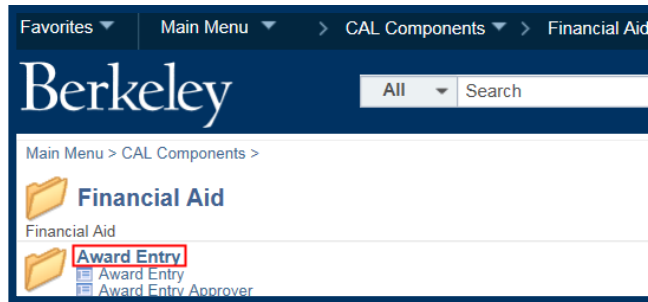 Favorites Main Menu > CAL Components > Financial Aid
Berkeley All Search
Main Menu > CAL Components >
Financial Aid
Financial Aid
Award Entry
Award Entry
Award Entry Approver